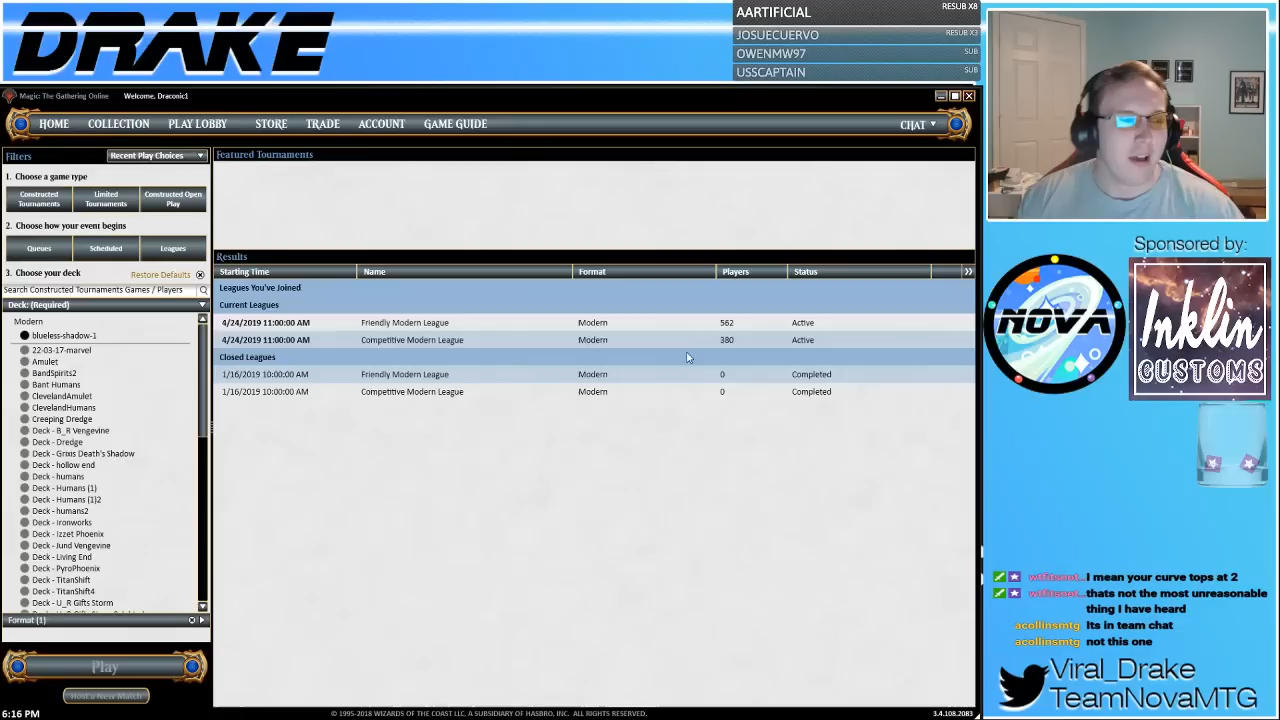 DRAKE
AARTIFICIAL RESUB X8
JOSUECUERVO RESUB X3
OWENMW97 SUB
USSCAPTAIN SUB
Magic: The Gathering Online Welcome, Draconic1
HOME COLLECTION PLAY LOBBY STORE TRADE ACCOUNT GAME GUIDE CHAT
Filters Recent Play Choices
1. Choose a game type
Constructed Tournaments
Limited Tournaments
Constructed Open Play
2. Choose how your event begins
Queues Scheduled Leagues
3. Choose your deck Restore Defaults
Search Constructed Tournaments Games / Players
Deck: (Required)
Modern
blueless-shadow-1
22-03-17-marvel
Amulet
BandSpirits2
Bant Humans
ClevelandAmulet
ClevelandHumans
Creeping Dredge
Deck - B_R Vengevine
Deck - Dredge
Deck - Grixis Death's Shadow
Deck - hollow end
Deck - humans
Deck - Humans (1)
Deck - Humans (1)2
Deck - humans2
Deck - Ironworks
Deck - Izzet Phoenix
Deck - Jund Vengevine
Deck - Living End
Deck - PyroPhoenix
Deck - TitanShift
Deck - TitanShift4
Deck - U_R Gifts Storm
Format (1)
Play
Host a New Match
6:16 PM
Featured Tournaments
Results
Starting Time Name Format Players Status
Leagues You've Joined
Current Leagues
4/24/2019 11:00:00 AM Friendly Modern League Modern 562 Active
4/24/2019 11:00:00 AM Competitive Modern League Modern 380 Active
Closed Leagues
1/16/2019 10:00:00 AM Friendly Modern League Modern 0 Completed
1/16/2019 10:00:00 AM Competitive Modern League Modern 0 Completed
© 1995-2018 WIZARDS OF THE COAST LLC, A SUBSIDIARY OF HASBRO, INC. ALL RIGHTS RESERVED.
3.4.108.2083
Sponsored by:
NOVA
Inklin
CUSTOMS
I mean your curve tops at 2
thats not the most unreasonable
thing I have heard
acollinsmtg Its in team chat
acollinsmtg not this one
Viral_Drake
TeamNovaMTG